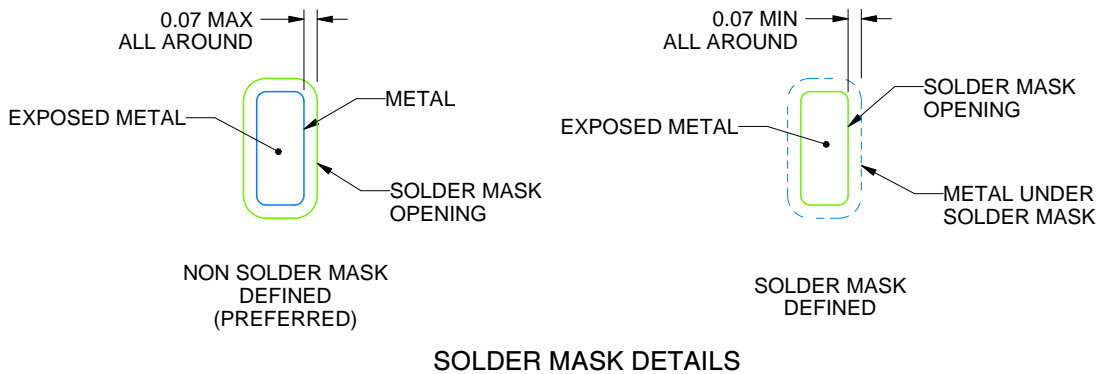 0.07 MAX
ALL AROUND
METAL
EXPOSED METAL
SOLDER MASK
OPENING
NON SOLDER MASK
DEFINED
(PREFERRED)
0.07 MIN
ALL AROUND
SOLDER MASK
OPENING
EXPOSED METAL
METAL UNDER
SOLDER MASK
SOLDER MASK
DEFINED
SOLDER MASK DETAILS